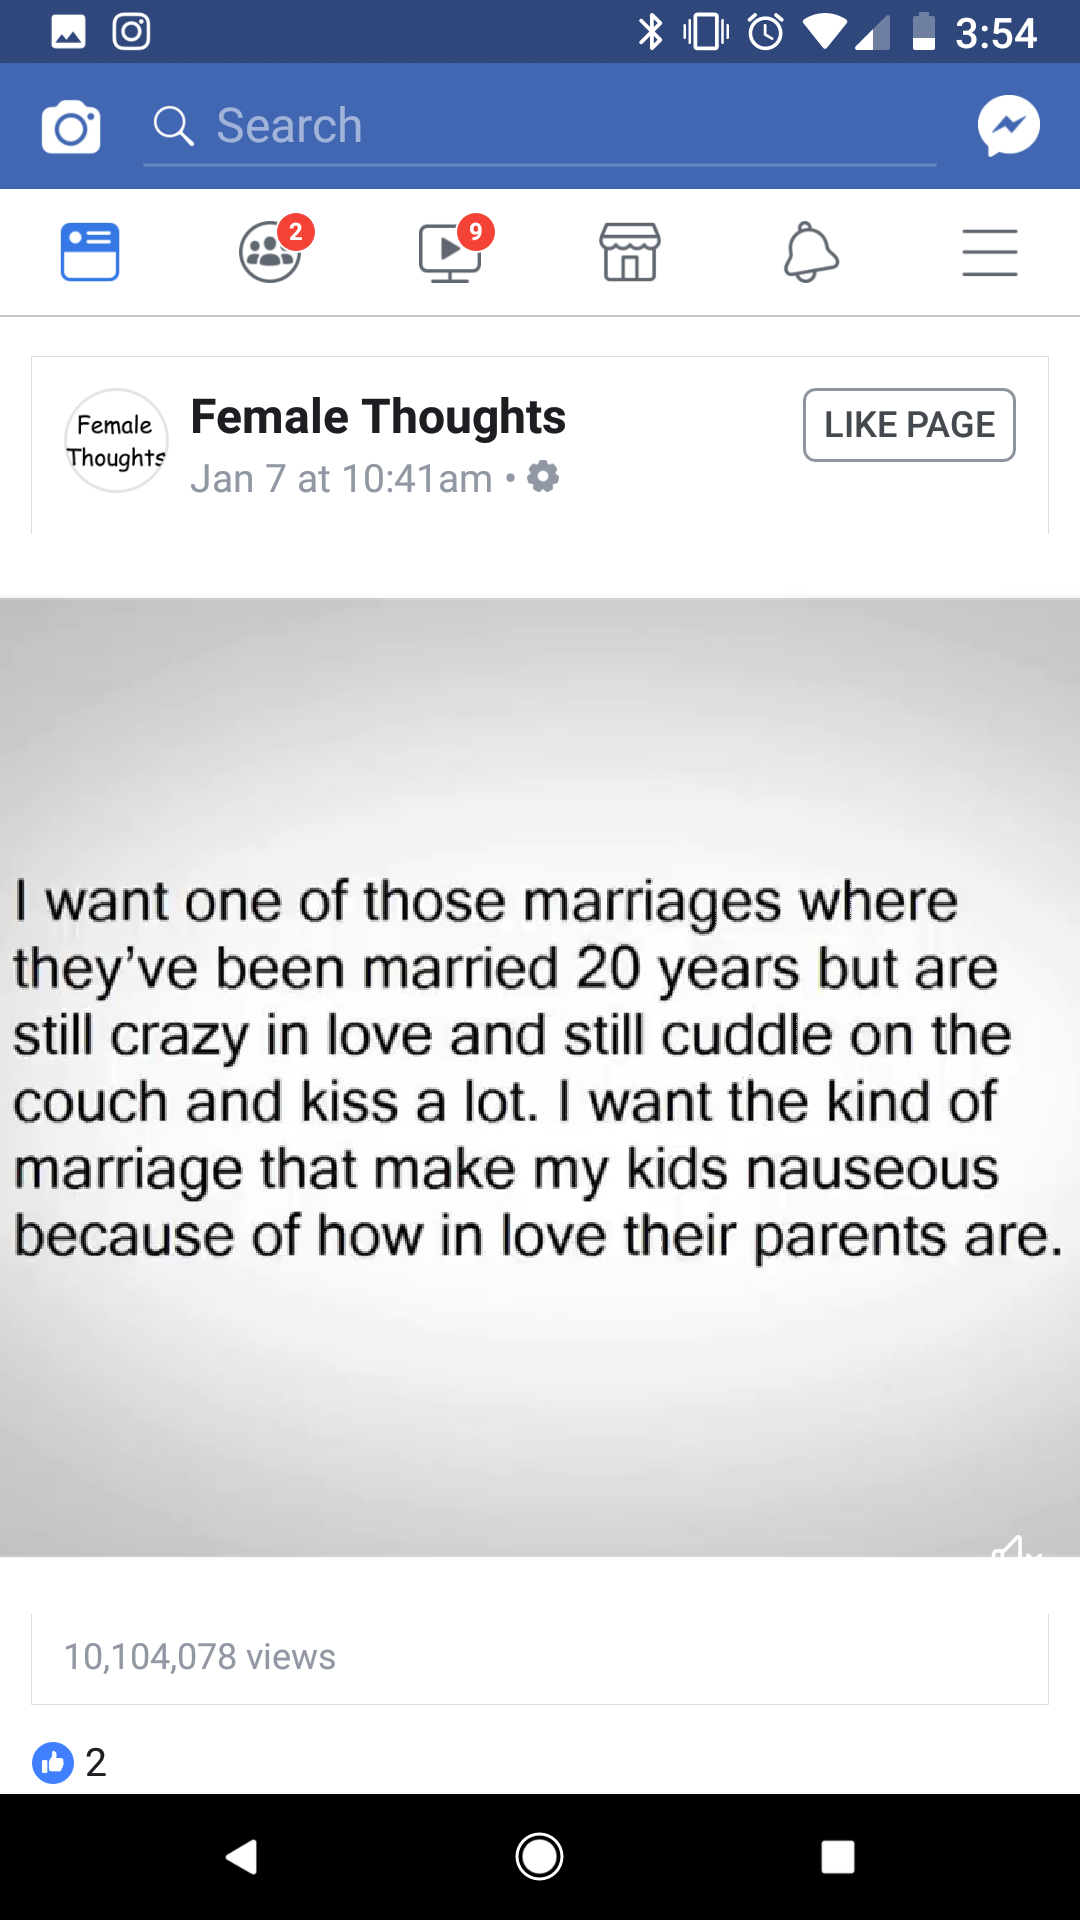 3:54
Search
2
9
Female
Thoughts
Female Thoughts
LIKE PAGE
Jan 7 at 10:41am •
I want one of those marriages where
they've been married 20 years but are
still crazy in love and still cuddle on the
couch and kiss a lot. I want the kind of
marriage that make my kids nauseous
because of how in love their parents are.
10,104,078 views
2